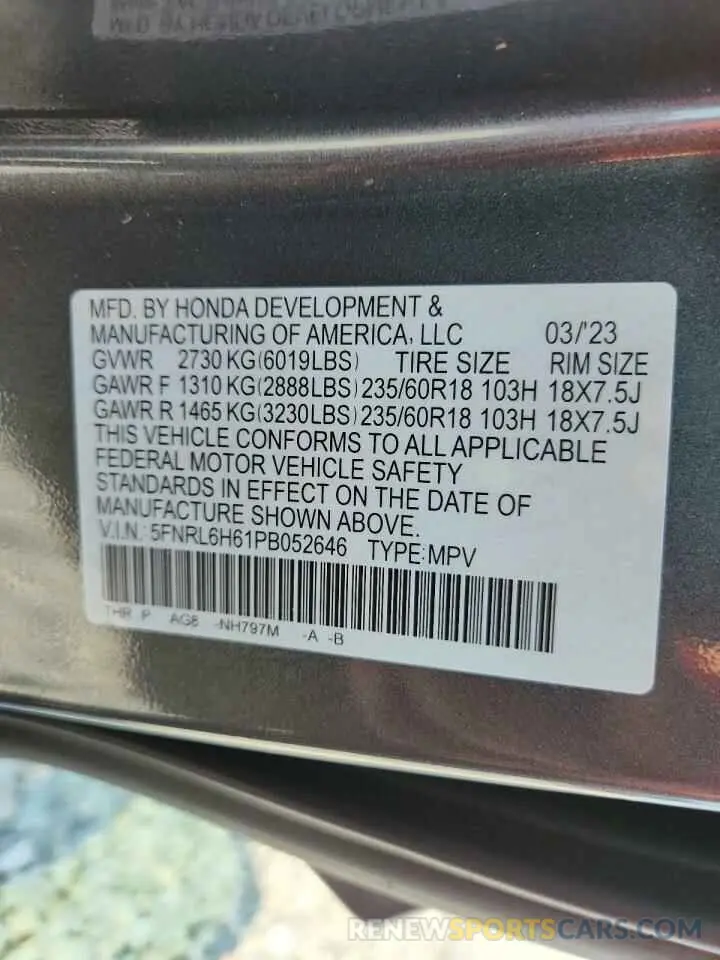 MFD. BY HONDA DEVELOPMENT &
MANUFACTURING OF AMERICA, LLC 03/'23
GVWR 2730 KG(6019LBS) TIRE SIZE RIM SIZE
GAWR F 1310 KG(2888LBS) 235/60R18 103H 18X7.5J
GAWR R 1465 KG(3230LBS) 235/60R18 103H 18X7.5J
THIS VEHICLE CONFORMS TO ALL APPLICABLE
FEDERAL MOTOR VEHICLE SAFETY
STANDARDS IN EFFECT ON THE DATE OF
MANUFACTURE SHOWN ABOVE.
V.I.N.: 5FNRL6H61PB052646 TYPE:MPV
THR P AG8 -NH797M -A -B
RENEWSPORTSCARS.COM